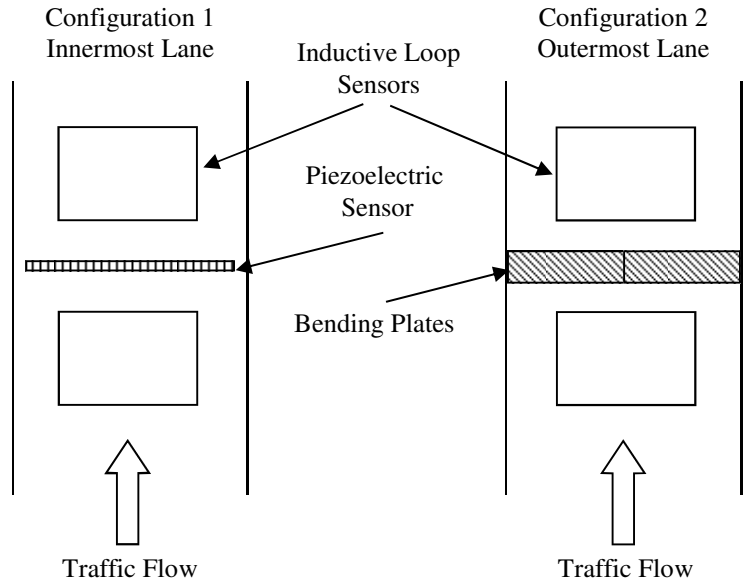 Configuration 1
Innermost Lane
Configuration 2
Outermost Lane
Inductive Loop
Sensors
Piezoelectric
Sensor
Bending Plates
Traffic Flow
Traffic Flow